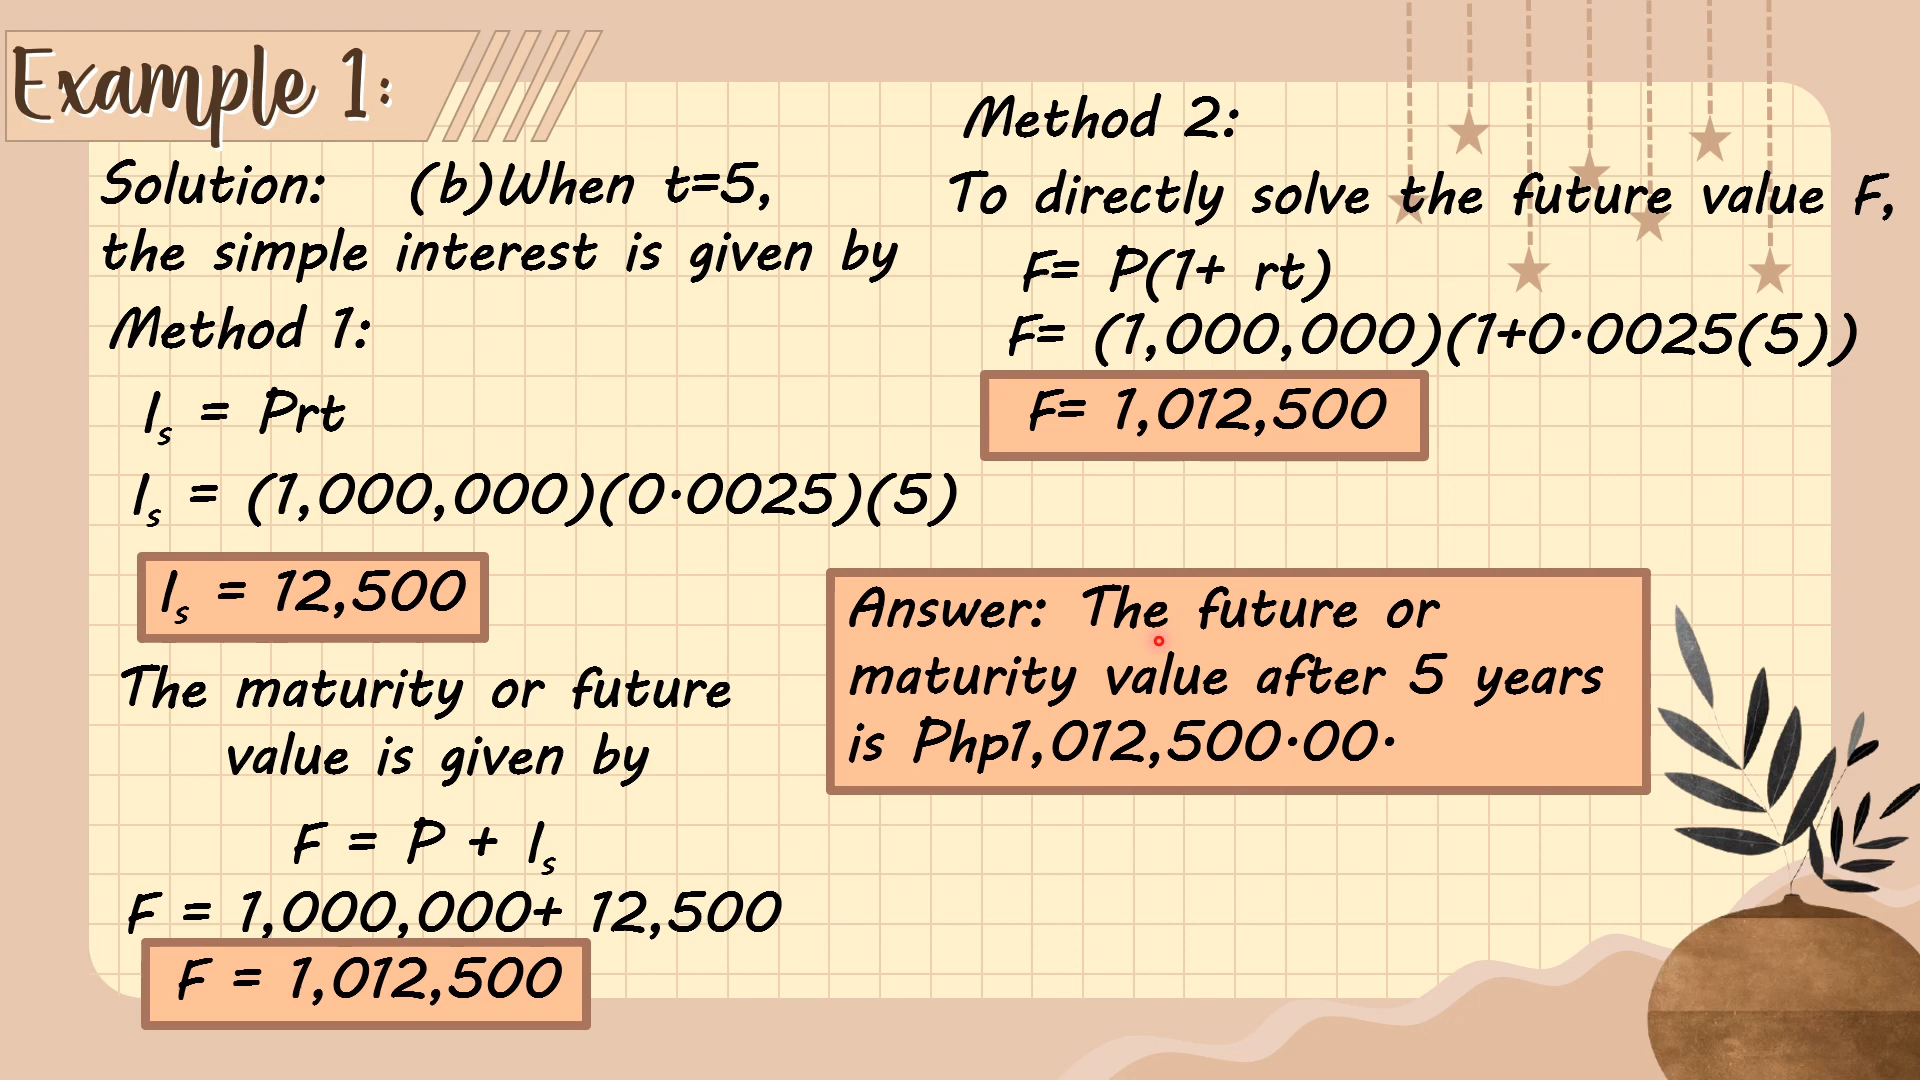 Example 1:
Solution: (b)When t=5,
the simple interest is given by
Method 1:
Is = Prt
Is = (1,000,000)(0.0025)(5)
Is = 12,500
The maturity or future
value is given by
F = P + Is
F = 1,000,000+ 12,500
F = 1,012,500
Method 2:
To directly solve the future value F,
F= P(1+ rt)
F= (1,000,000)(1+0.0025(5))
F= 1,012,500
Answer: The future or
maturity value after 5 years
is Php1,012,500.00.